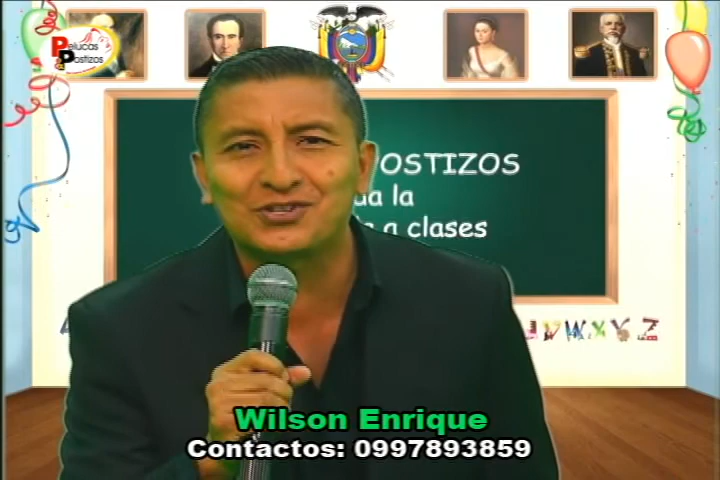 Pelucas
Postizos
POSTIZOS
la
a clases
V W X Y Z
Wilson Enrique
Contactos: 0997893859